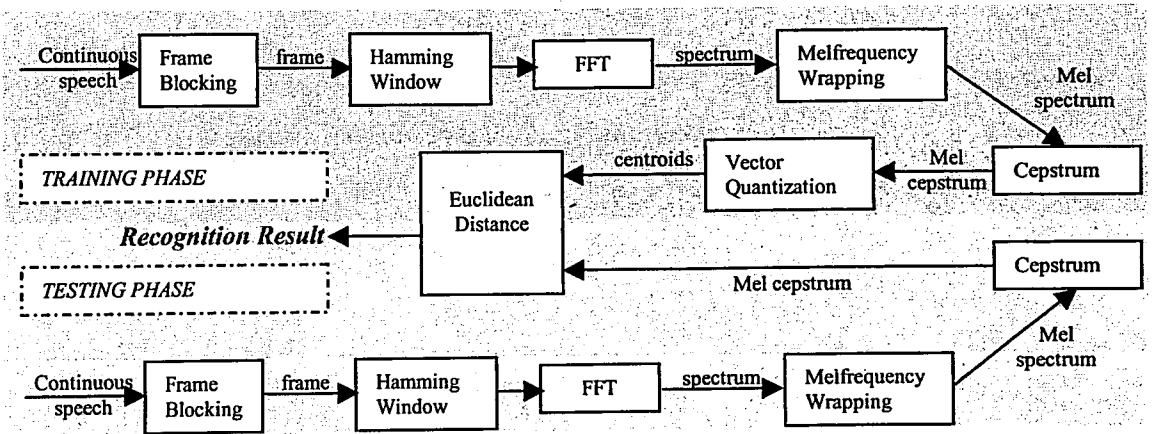 Continuous
speech
Frame
Blocking
frame
Hamming
Window
FFT
spectrum
Melfrequency
Wrapping
Mel
spectrum
Cepstrum
Mel
cepstrum
Vector
Quantization
centroids
Euclidean
Distance
TRAINING PHASE
Recognition Result
TESTING PHASE
Cepstrum
Mel cepstrum
Mel
spectrum
Continuous
speech
Frame
Blocking
frame
Hamming
Window
FFT
spectrum
Melfrequency
Wrapping